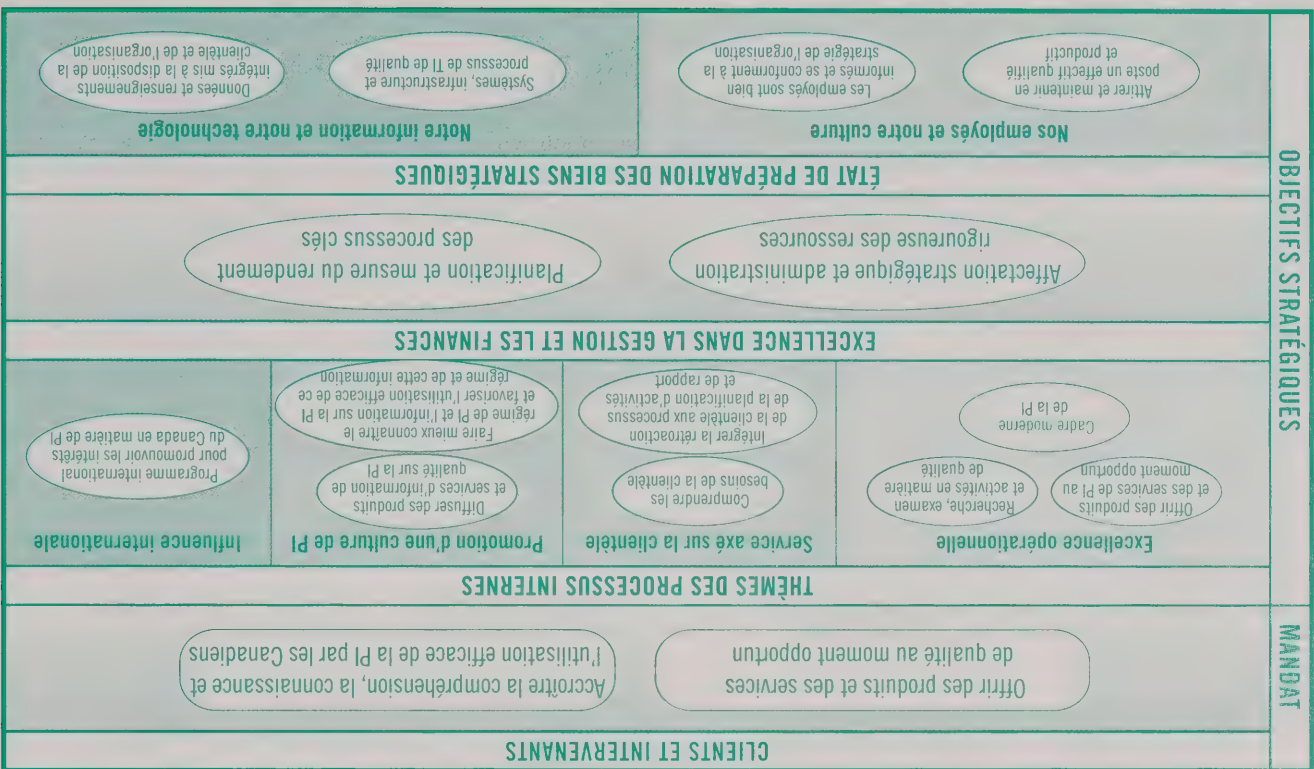 CLIENTS ET INTERVENANTS
MANDAT
Offrir des produits et des services
de qualité au moment opportun
Accroître la compréhension, la connaissance et
l'utilisation efficace de la PI par les Canadiens
OBJECTIFS STRATÉGIQUES
THÈMES DES PROCESSUS INTERNES
Excellence opérationnelle
Offrir des produits
et des services de PI au
moment opportun
Recherche, examen
et activités en matière
de qualité
Cadre moderne
de la PI
Service axé sur la clientèle
Comprendre les
besoins de la clientèle
Intégrer la rétroaction
de la clientèle aux processus
de la planification d'activités
et de rapport
Promotion d'une culture de PI
Diffuser des produits
et services d'information de
qualité sur la PI
Faire mieux connaître le
régime de PI et l'information sur la PI
et favoriser l'utilisation efficace de ce
régime et de cette information
Influence internationale
Programme international
pour promouvoir les intérêts
du Canada en matière de PI
EXCELLENCE DANS LA GESTION ET LES FINANCES
Affectation stratégique et administration
rigoureuse des ressources
Planification et mesure du rendement
des processus clés
ÉTAT DE PRÉPARATION DES BIENS STRATÉGIQUES
Nos employés et notre culture
Attirer et maintenir en
poste un effectif qualifié
et productif
Les employés sont bien
informés et se conforment à la
stratégie de l'organisation
Notre information et notre technologie
Systèmes, infrastructure et
processus de TI de qualité
Données et renseignements
intégrés mis à la disposition de la
clientèle et de l'organisation